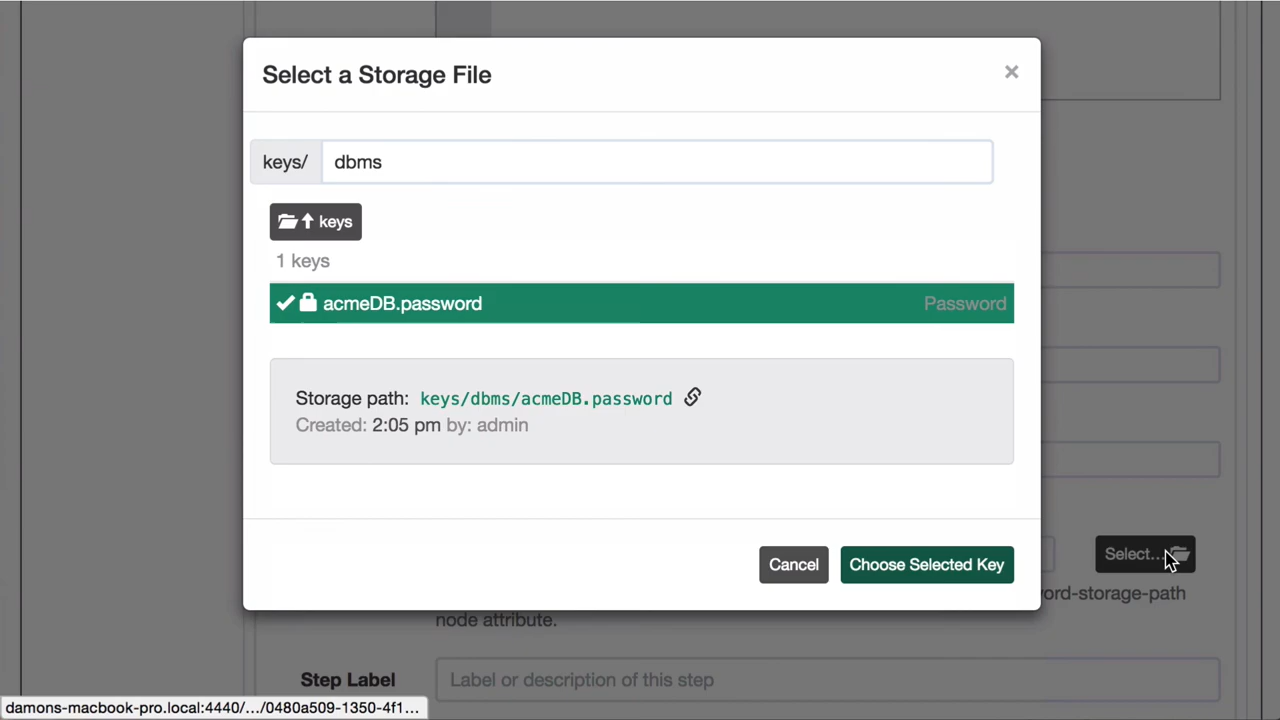 Select a Storage File
×
keys/ dbms
keys
1 keys
acmeDB.password Password
Storage path: keys/dbms/acmeDB.password
Created: 2:05 pm by: admin
Cancel Choose Selected Key
Select...
ord-storage-path
node attribute.
Step Label Label or description of this step
damons-macbook-pro.local:4440/.../0480a509-1350-4f1...